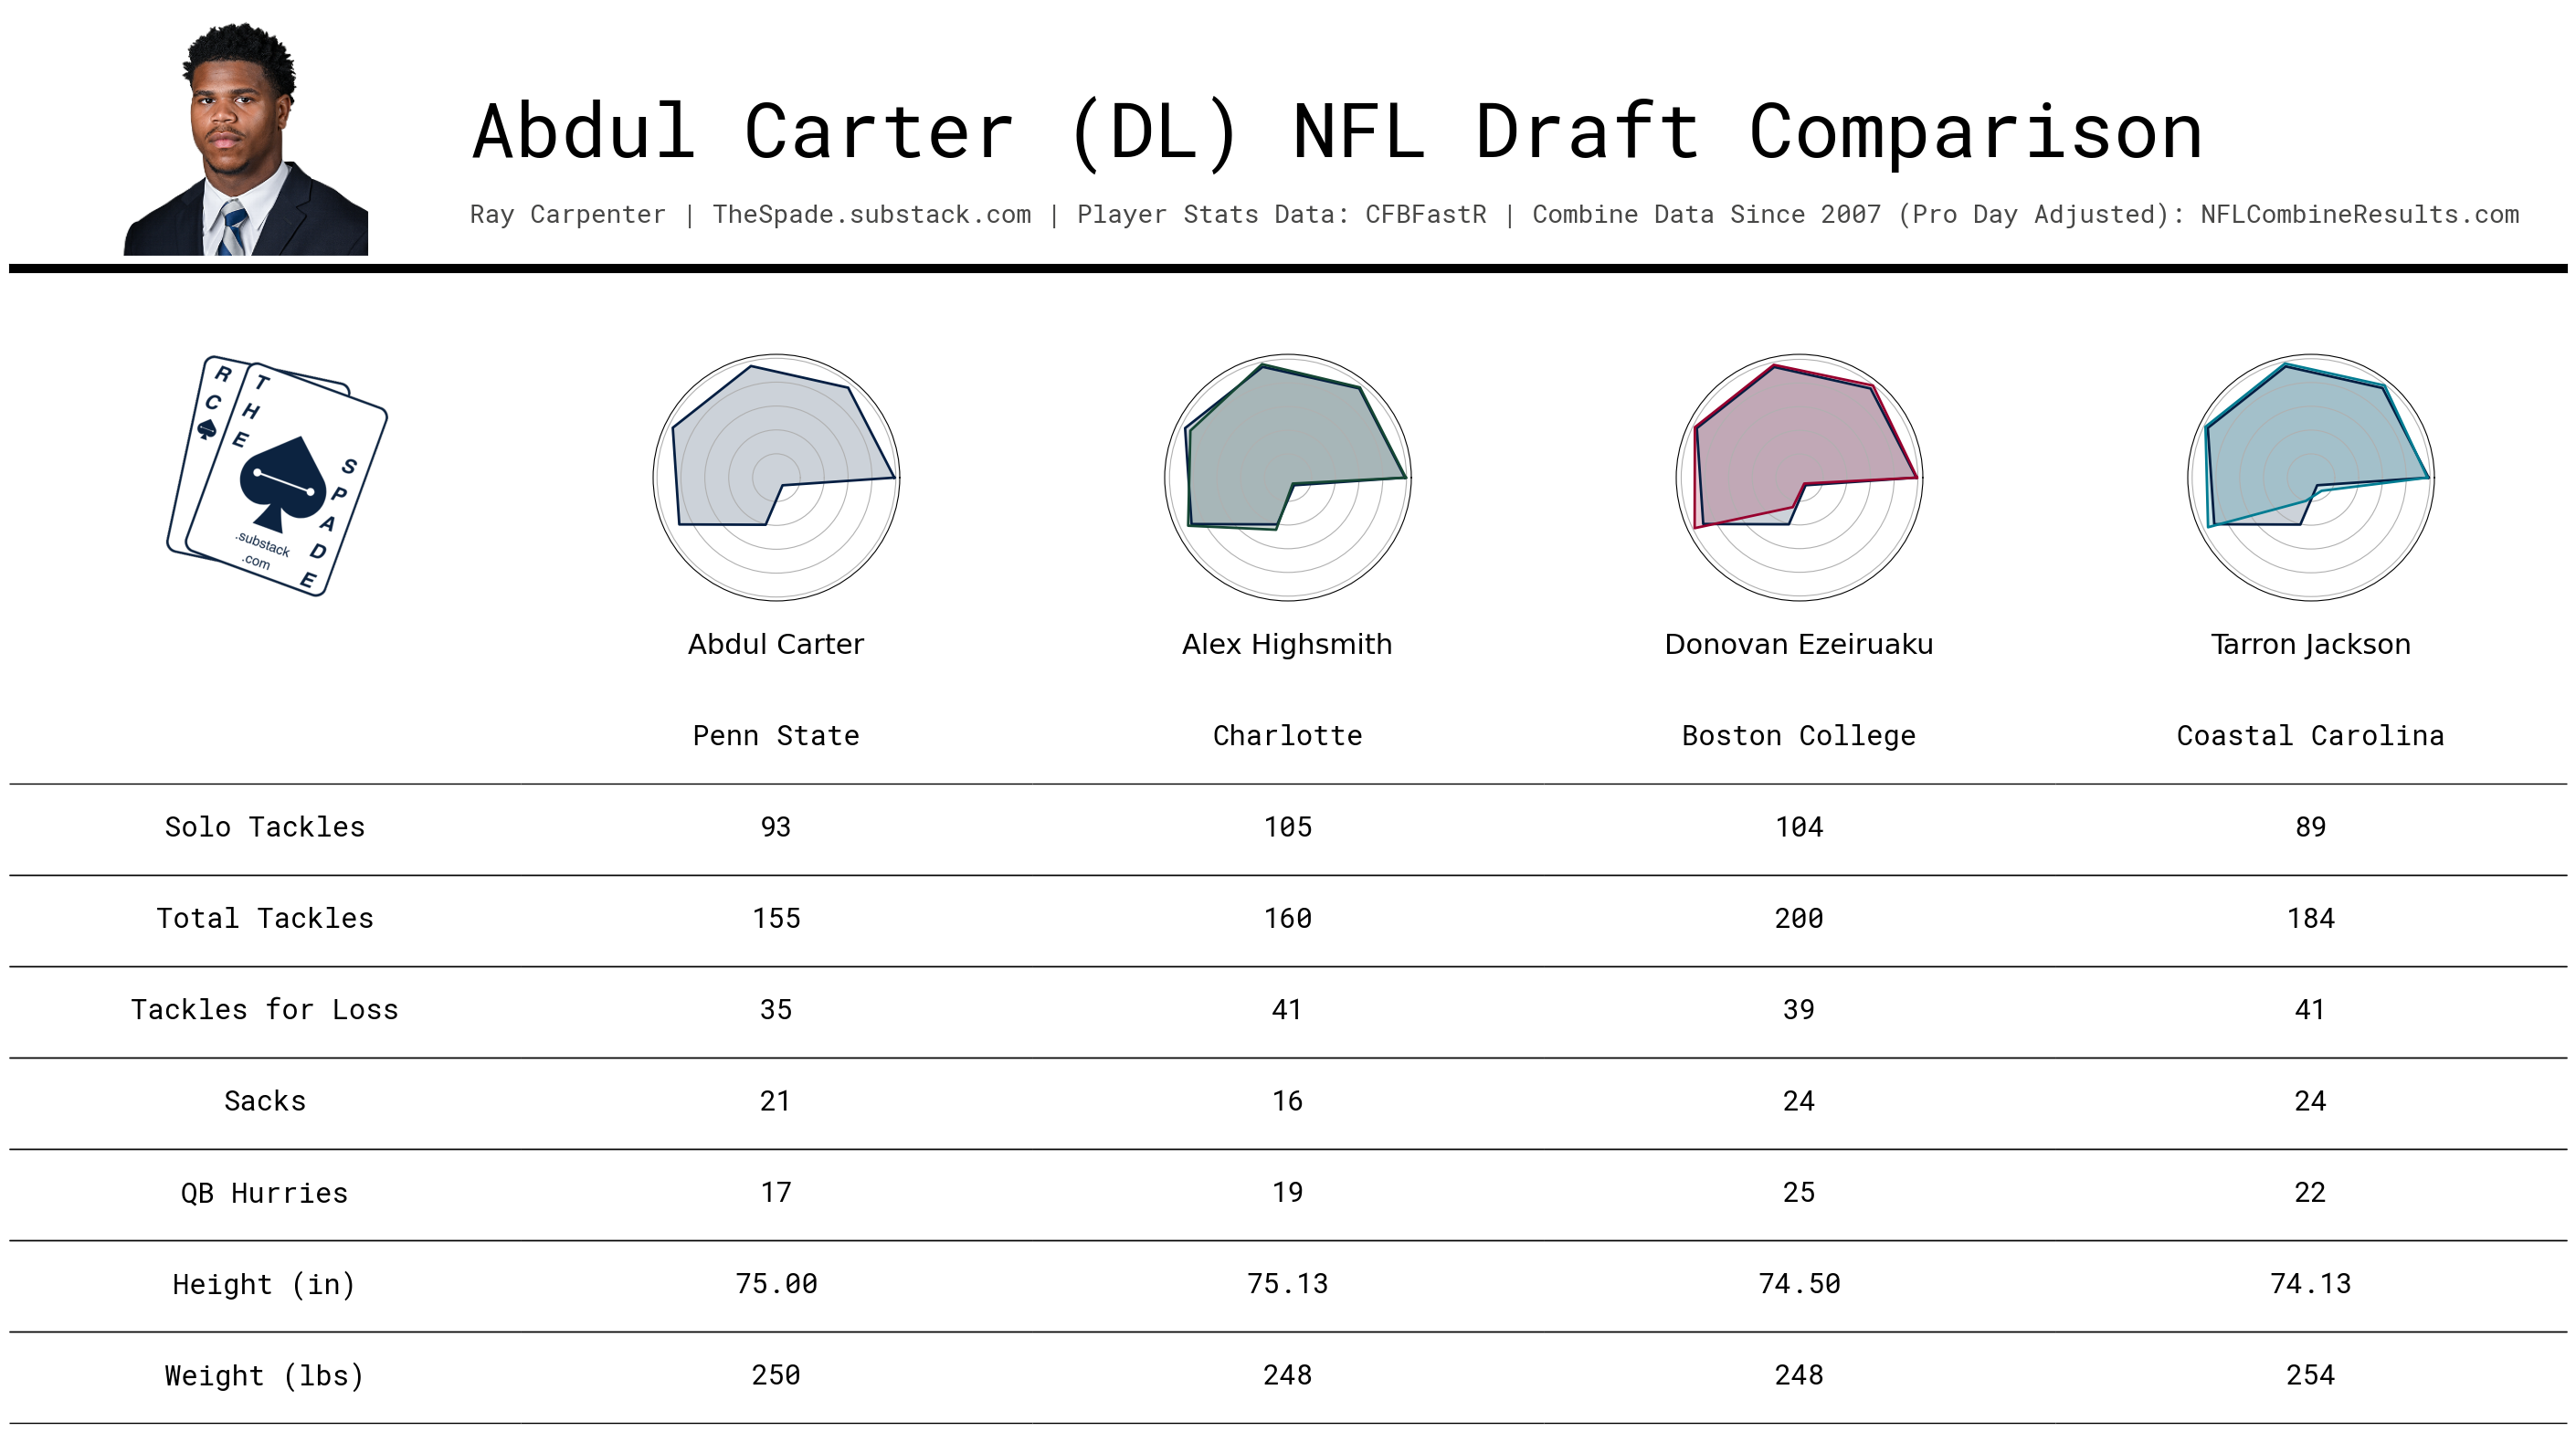 Abdul Carter (DL) NFL Draft Comparison
Ray Carpenter | TheSpade.substack.com | Player Stats Data: CFBFastR | Combine Data Since 2007 (Pro Day Adjusted): NFLCombineResults.com
RC
THE
SPADE
.substack
.com
Abdul Carter Alex Highsmith Donovan Ezeiruaku Tarron Jackson
Penn State Charlotte Boston College Coastal Carolina
Solo Tackles 93 105 104 89
Total Tackles 155 160 200 184
Tackles for Loss 35 41 39 41
Sacks 21 16 24 24
QB Hurries 17 19 25 22
Height (in) 75.00 75.13 74.50 74.13
Weight (lbs) 250 248 248 254